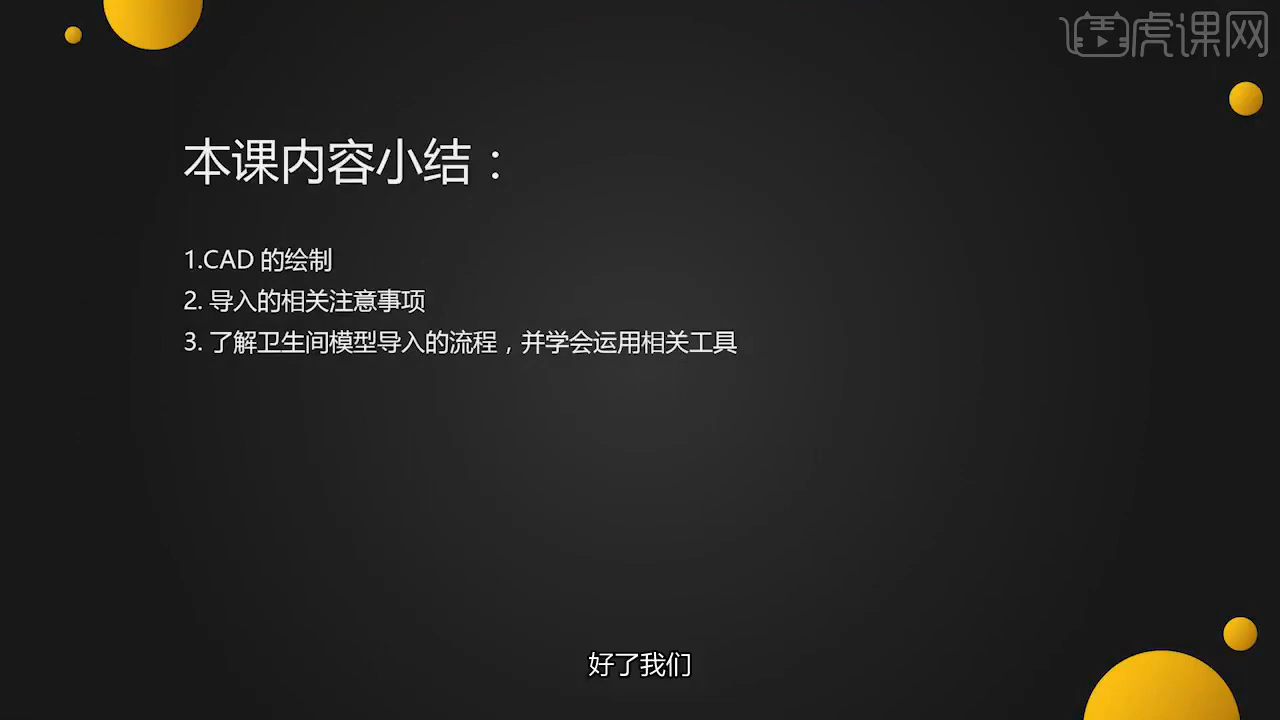 虎课网
本课内容小结：
1.CAD 的绘制
2. 导入的相关注意事项
3. 了解卫生间模型导入的流程，并学会运用相关工具
好了我们